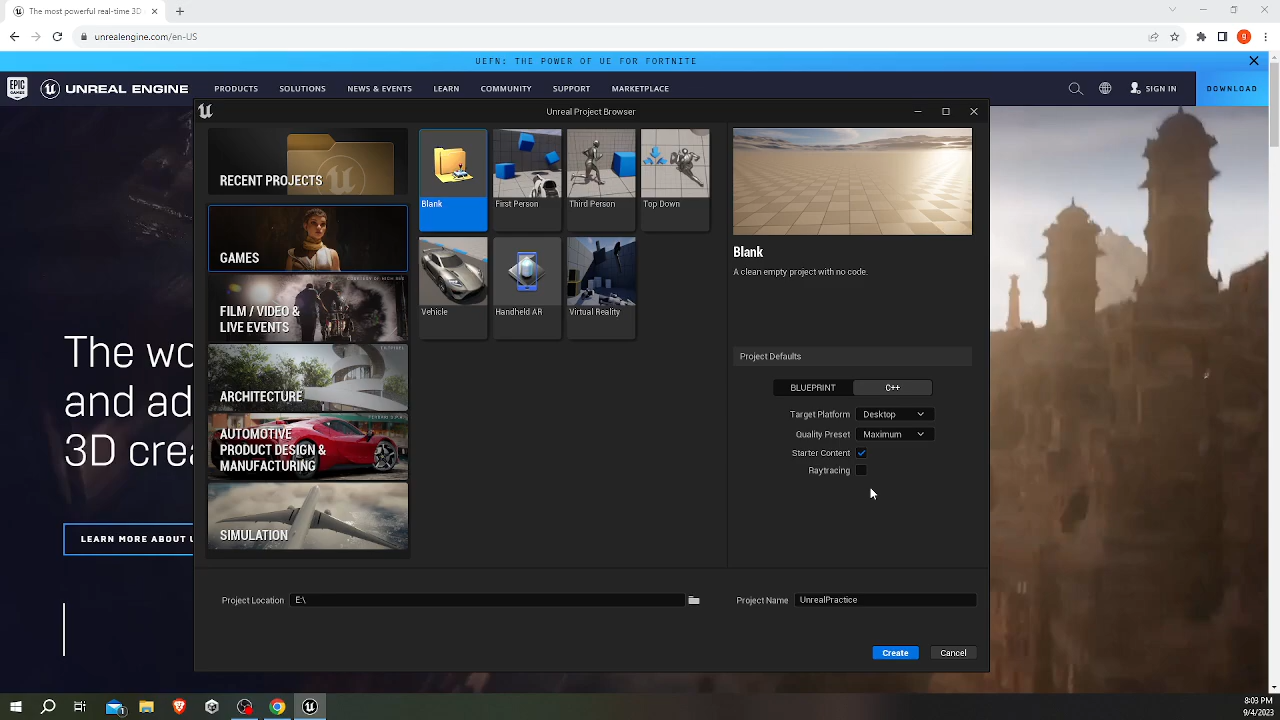 The most powerful real-time 3D
unrealengine.com/en-US
g
UEFN: THE POWER OF UE FOR FORTNITE
EPIC GAMES
UNREAL ENGINE
PRODUCTS
SOLUTIONS
NEWS & EVENTS
LEARN
COMMUNITY
SUPPORT
MARKETPLACE
SIGN IN
DOWNLOAD
Unreal Project Browser
RECENT PROJECTS
GAMES
FILM / VIDEO &
LIVE EVENTS
ARCHITECTURE
AUTOMOTIVE
PRODUCT DESIGN &
MANUFACTURING
SIMULATION
Blank
First Person
Third Person
Top Down
Vehicle
Handheld AR
Virtual Reality
Blank
A clean empty project with no code.
Project Defaults
BLUEPRINT
C++
Target Platform
Desktop
Quality Preset
Maximum
Starter Content
Raytracing
The wo
and ad
3D crea
LEARN MORE ABOUT U
Project Location
E:\
Project Name
UnrealPractice
Create
Cancel
8:03 PM
9/4/2023